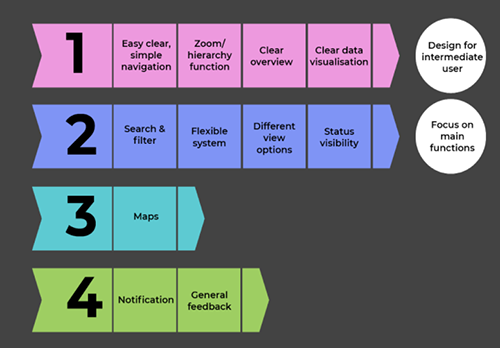 1
Easy clear,
simple
navigation
Zoom/
hierarchy
function
Clear
overview
Clear data
visualisation
Design for
intermediate
user
2
Search &
filter
Flexible
system
Different
view
options
Status
visibility
Focus on
main
functions
3
Maps
4
Notification
General
feedback